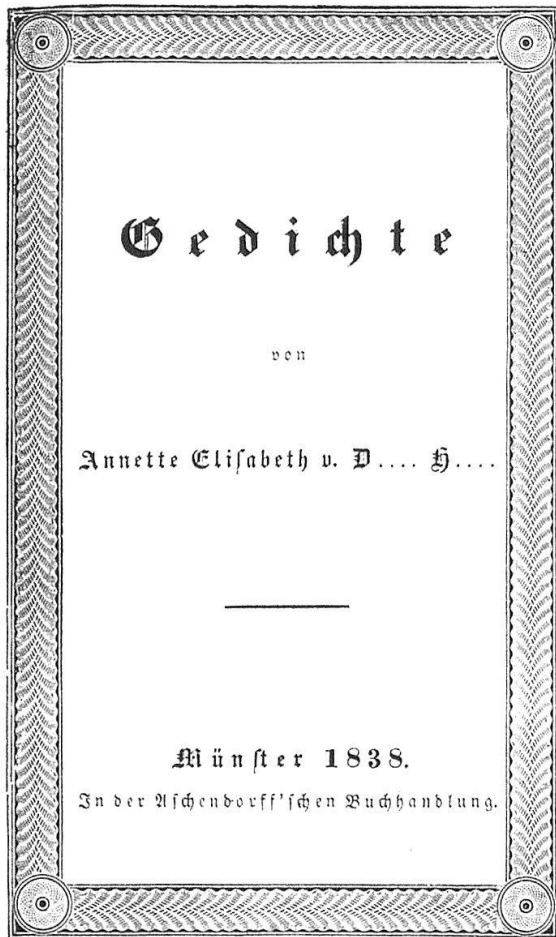 Gedichte
von
Annette Eliſabeth v. D.... H....
Münſter 1838.
In der Aſchendorff'ſchen Buchhandlung.